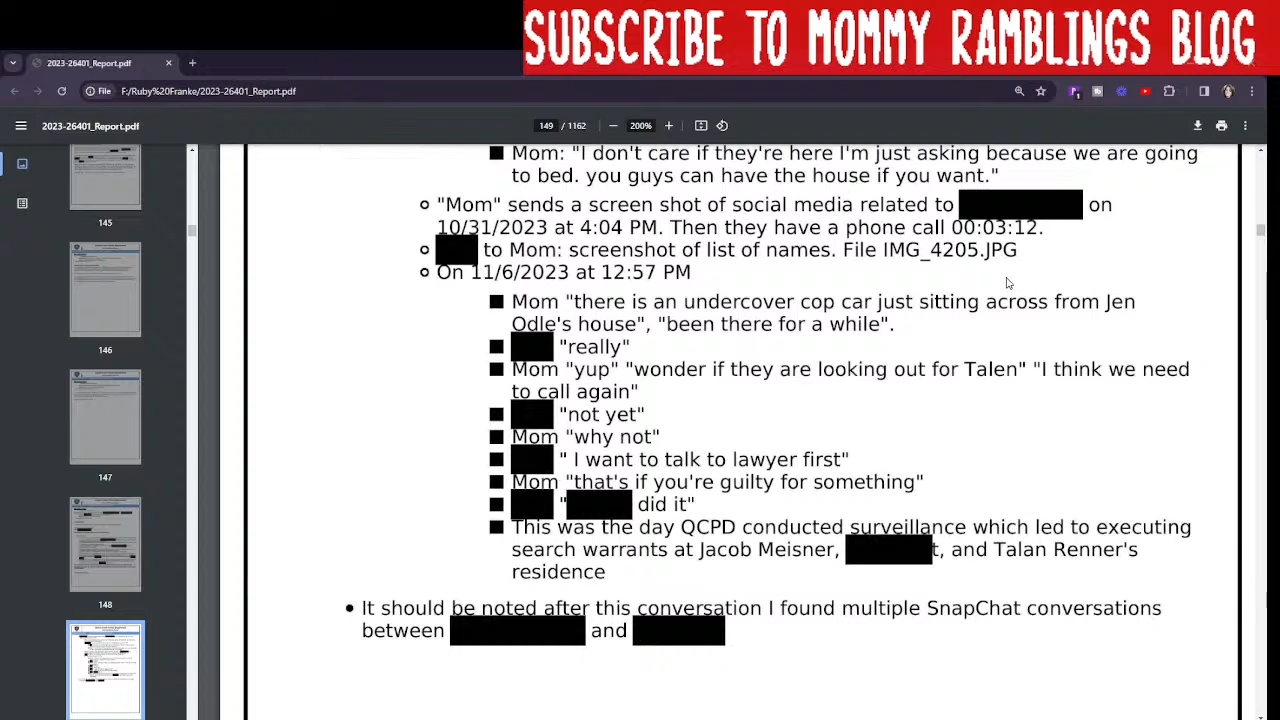 SUBSCRIBE TO MOMMY RAMBLINGS BLOG
2023-26401_Report.pdf
File F:/Ruby%20Franke/2023-26401_Report.pdf
2023-26401_Report.pdf 149 / 1162 200%
Mom: "I don't care if they're here I'm just asking because we are going
to bed. you guys can have the house if you want."
"Mom" sends a screen shot of social media related to on
10/31/2023 at 4:04 PM. Then they have a phone call 00:03:12.
to Mom: screenshot of list of names. File IMG_4205.JPG
On 11/6/2023 at 12:57 PM
Mom "there is an undercover cop car just sitting across from Jen
Odle's house", "been there for a while".
"really"
Mom "yup" "wonder if they are looking out for Talen" "I think we need
to call again"
"not yet"
Mom "why not"
" I want to talk to lawyer first"
Mom "that's if you're guilty for something"
" did it"
This was the day QCPD conducted surveillance which led to executing
search warrants at Jacob Meisner, t, and Talan Renner's
residence
It should be noted after this conversation I found multiple SnapChat conversations
between and
145
146
147
148